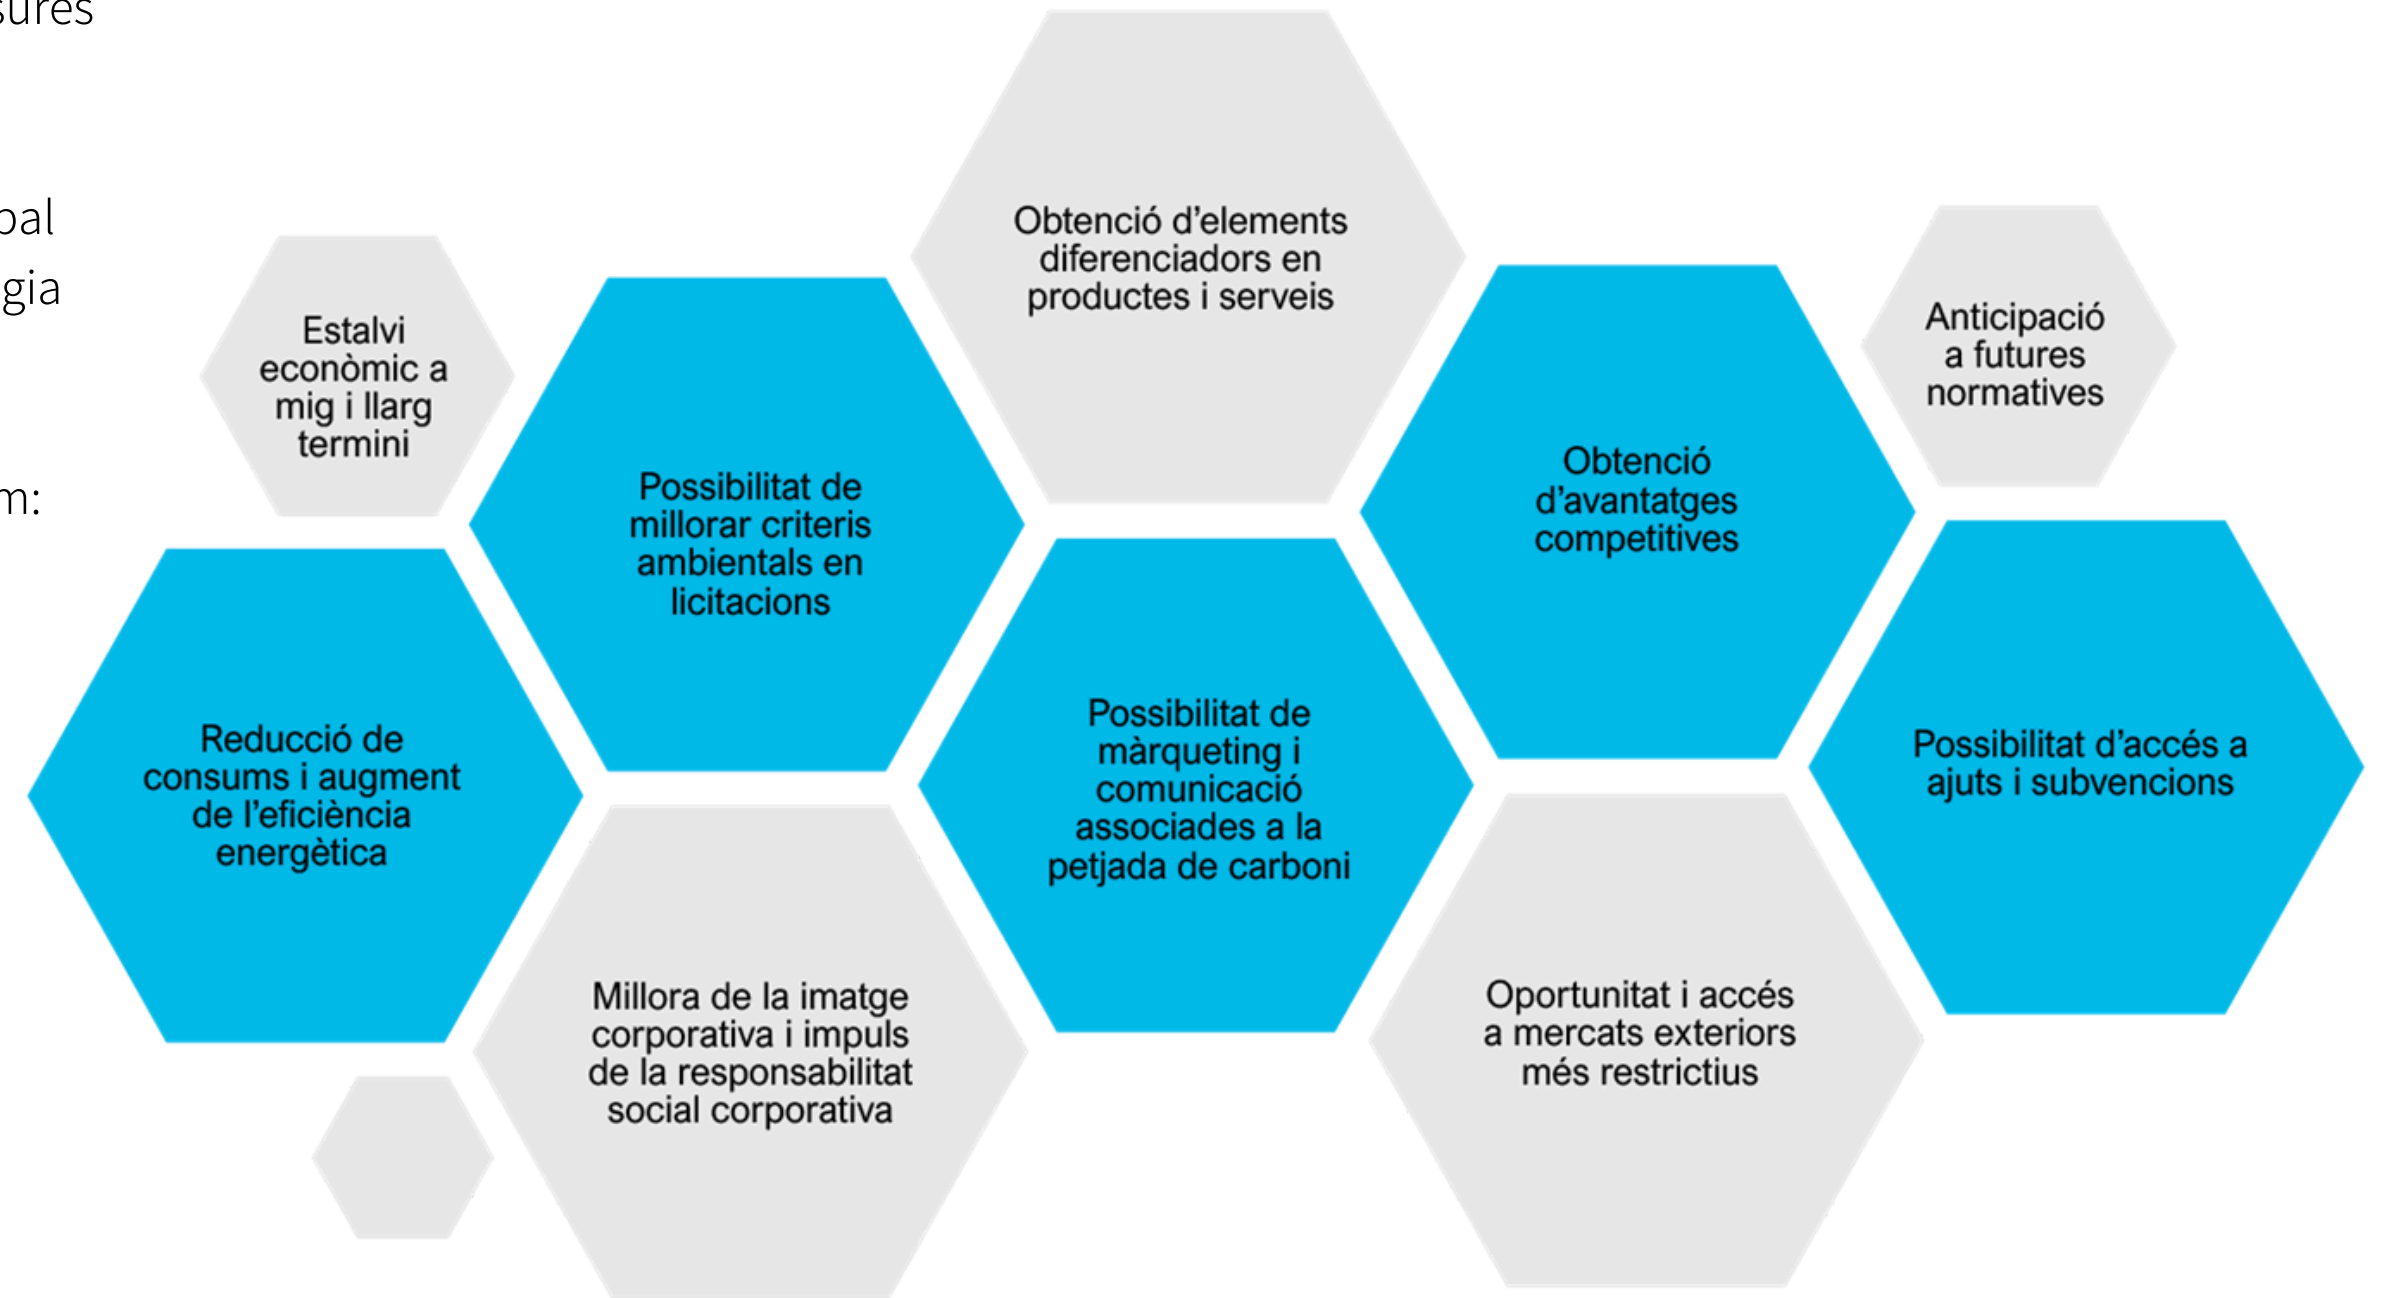 Estalvi
econòmic a
mig i llarg
termini
Possibilitat de
millorar criteris
ambientals en
licitacions
Obtenció d’elements
diferenciadors en
productes i serveis
Obtenció
d’avantatges
competitives
Anticipació
a futures
normatives
Reducció de
consums i augment
de l’eficiència
energètica
Millora de la imatge
corporativa i impuls
de la responsabilitat
social corporativa
Possibilitat de
màrqueting i
comunicació
associades a la
petjada de carboni
Oportunitat i accés
a mercats exteriors
més restrictius
Possibilitat d’accés a
ajuts i subvencions